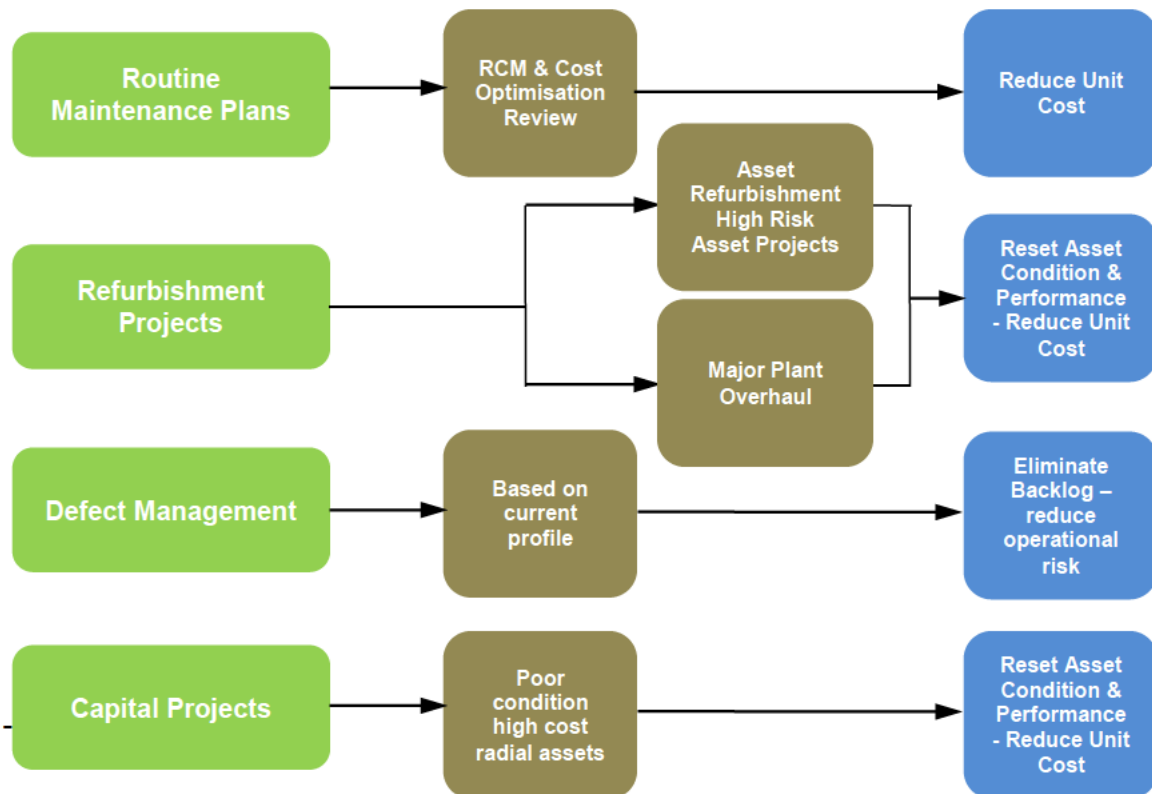 Routine
Maintenance Plans
RCM & Cost
Optimisation
Review
Reduce Unit
Cost
Refurbishment
Projects
Asset
Refurbishment
High Risk
Asset Projects
Major Plant
Overhaul
Reset Asset
Condition &
Performance
- Reduce Unit
Cost
Defect Management
Based on
current
profile
Eliminate
Backlog –
reduce
operational
risk
Capital Projects
Poor
condition
high cost
radial assets
Reset Asset
Condition &
Performance
- Reduce Unit
Cost